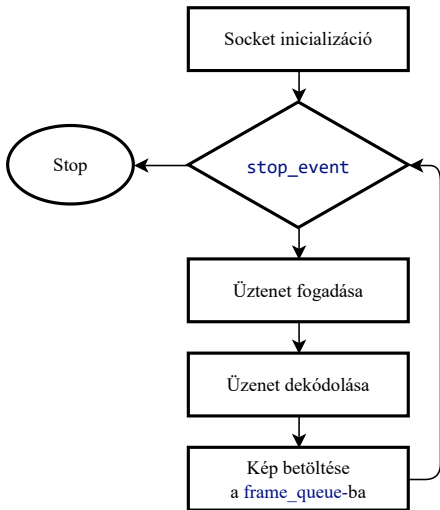 Socket inicializáció
stop_event
Stop
Üztenet fogadása
Üzenet dekódolása
Kép betöltése
a frame_queue-ba